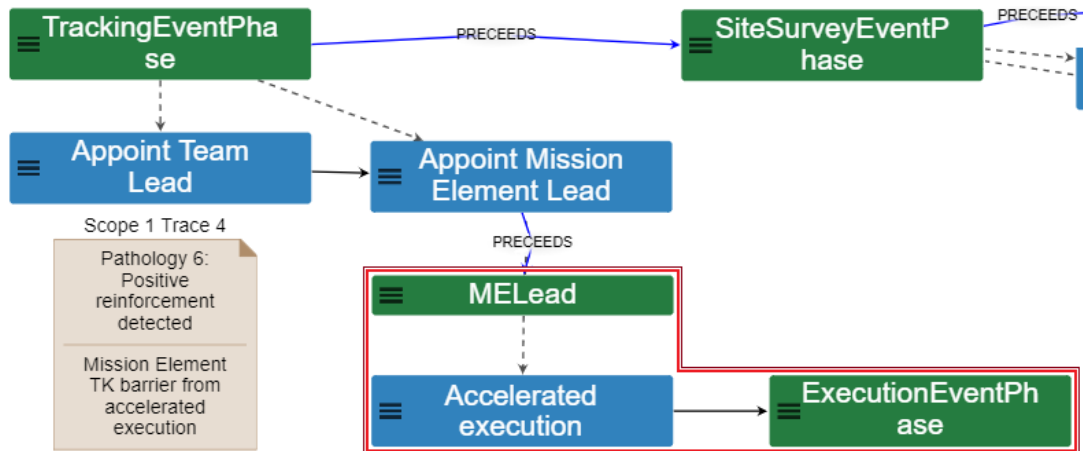 TrackingEventPha
se
PRECEEDS
SiteSurveyEventP
hase
PRECEEDS
Appoint Team
Lead
Appoint Mission
Element Lead
Scope 1 Trace 4
Pathology 6:
Positive
reinforcement
detected
Mission Element
TK barrier from
accelerated
execution
PRECEEDS
MELead
Accelerated
execution
ExecutionEventPh
ase